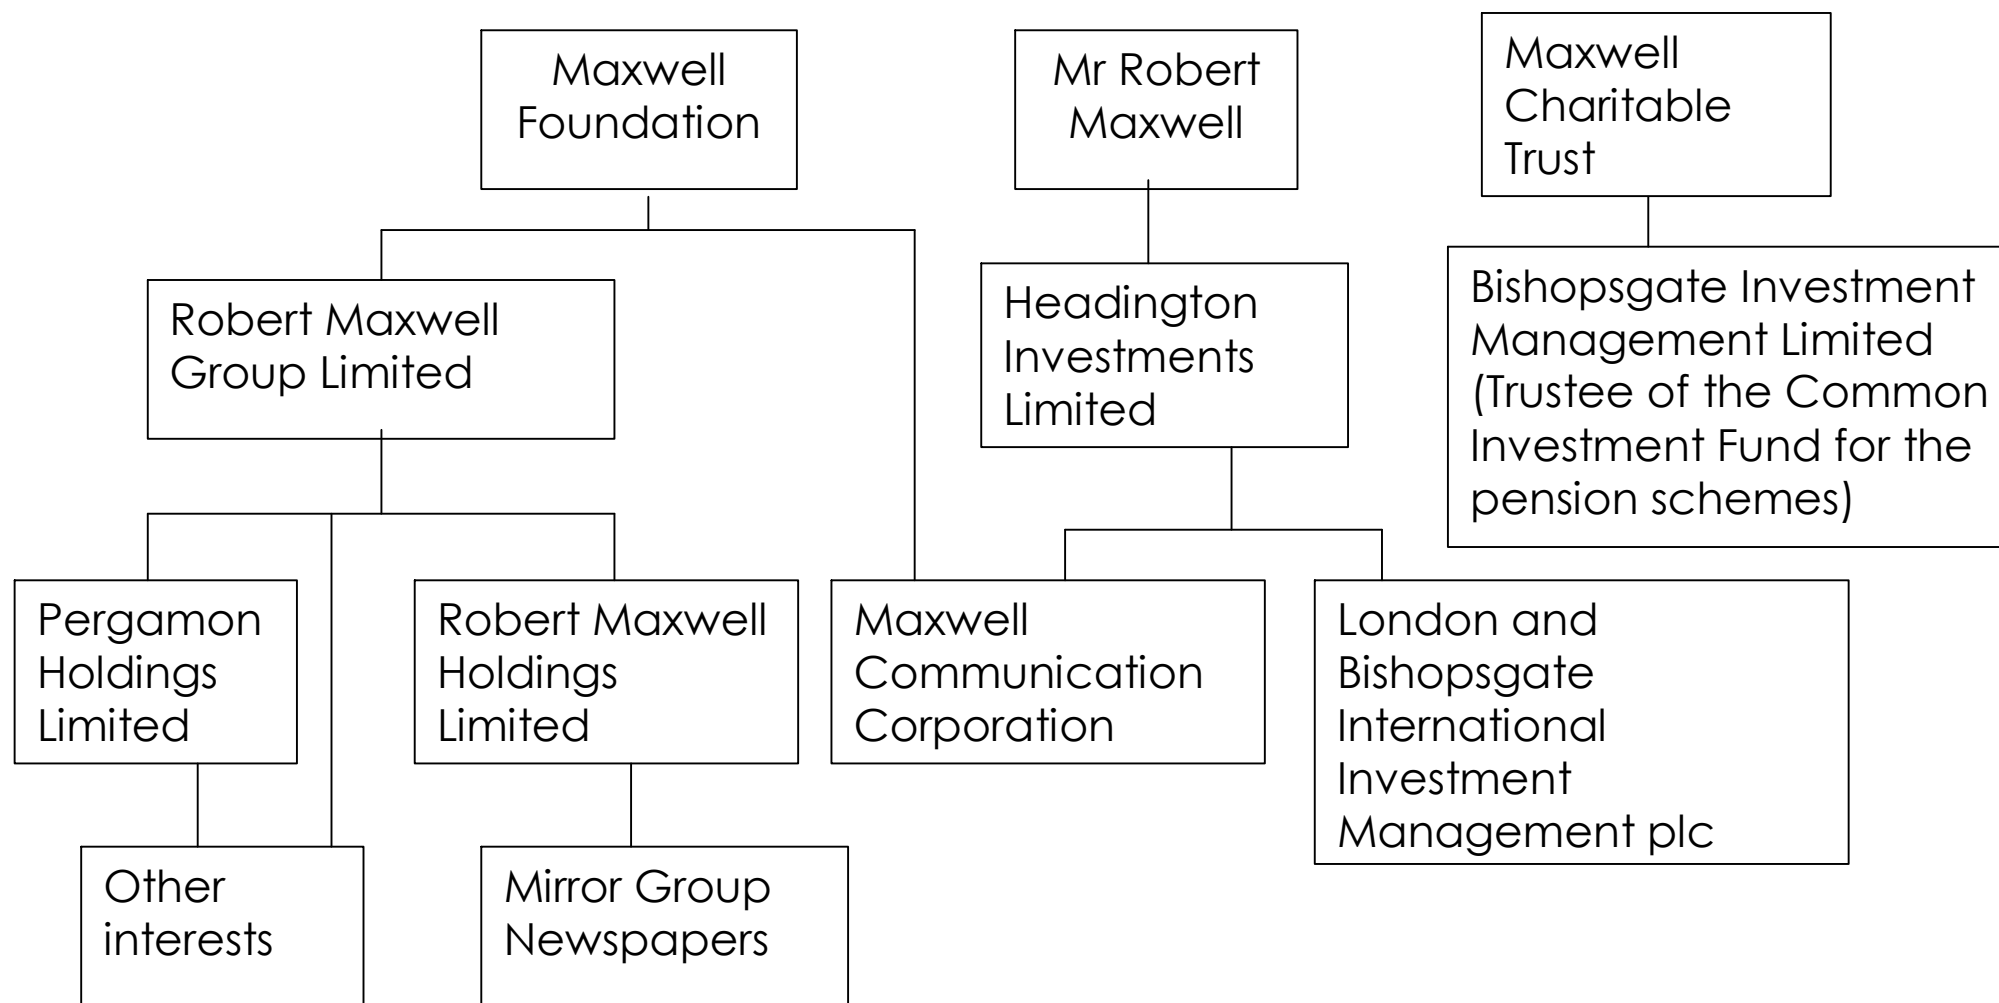 Maxwell
Foundation
Mr Robert
Maxwell
Maxwell
Charitable
Trust
Robert Maxwell
Group Limited
Headington
Investments
Limited
Bishopsgate Investment
Management Limited
(Trustee of the Common
Investment Fund for the
pension schemes)
Pergamon
Holdings
Limited
Robert Maxwell
Holdings
Limited
Maxwell
Communication
Corporation
London and
Bishopsgate
International
Investment
Management plc
Other
interests
Mirror Group
Newspapers